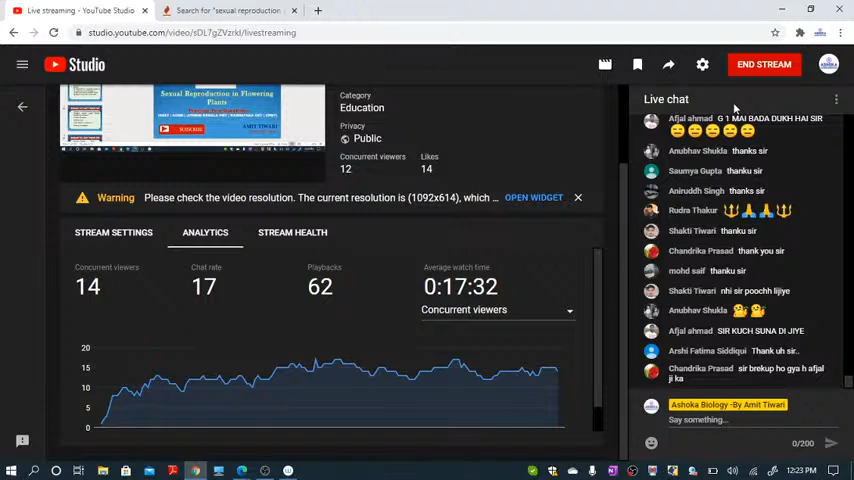 Live streaming - YouTube Studio
Search for "sexual reproduction
studio.youtube.com/video/sDL7gZVzrkI/livestreaming
Studio
END STREAM
ASHOKA
Sexual Reproduction in Flowering
Plants
AMIT TIWARI
SUBSCRIBE
Category
Education
Privacy
Public
Concurrent viewers
12
Likes
14
Warning Please check the video resolution. The current resolution is (1092x614), which ... OPEN WIDGET
STREAM SETTINGS
ANALYTICS
STREAM HEALTH
Concurrent viewers
14
Chat rate
17
Playbacks
62
Average watch time
0:17:32
Concurrent viewers
20
15
10
5
0
Live chat
Afjal ahmad G 1 MAI BADA DUKH HAI SIR
😑😑😑😑😑
Anubhav Shukla thanks sir
Saumya Gupta thanku sir
Aniruddh Singh thanks sir
Rudra Thakur 🔱🙏🙏🔱
Shakti Tiwari thanku sir
Chandrika Prasad thank you sir
mohd saif thanku sir
Shakti Tiwari nhi sir poochh lijiye
Anubhav Shukla
Afjal ahmad SIR KUCH SUNA DI JIYE
Arshi Fatima Siddiqui Thank uh sir..
Chandrika Prasad sir brekup ho gya h afjal
ji ka
Ashoka Biology -By Amit Tiwari
Say something...
0/200
12:23 PM